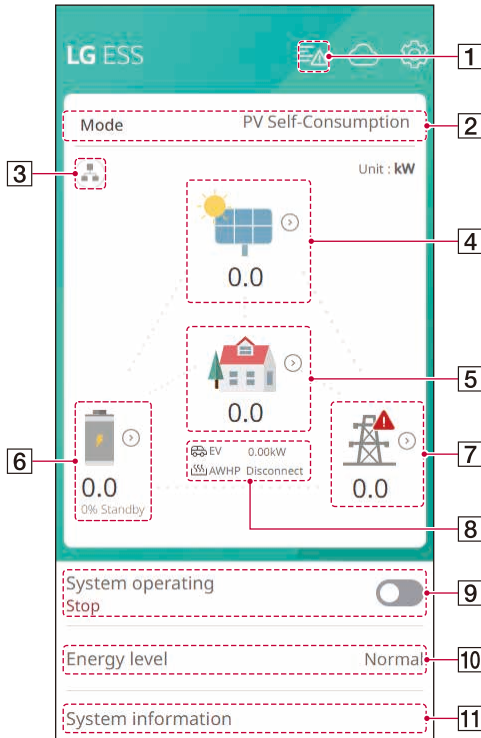 LG ESS
1
Mode PV Self-Consumption
2
3
Unit : kW
4
0.0
5
0.0
6
0.0
0% Standby
EV 0.00kW
AWHP Disconnect
7
0.0
8
System operating
Stop
9
Energy level Normal
10
System information
11